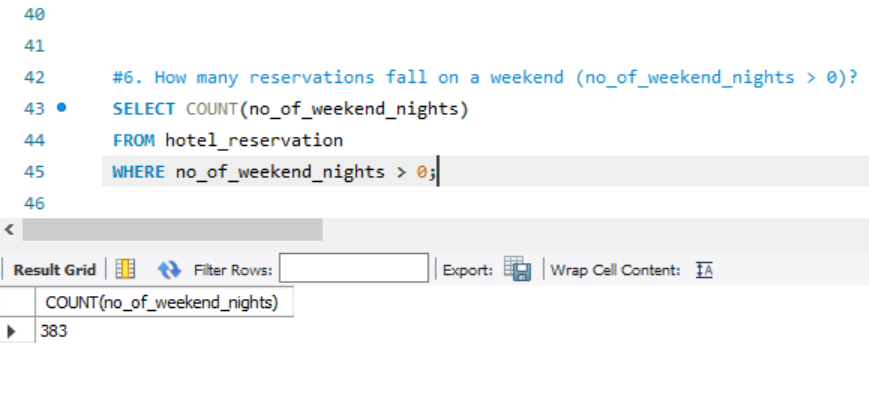 40
41
42 #6. How many reservations fall on a weekend (no_of_weekend_nights > 0)?
43 SELECT COUNT(no_of_weekend_nights)
44 FROM hotel_reservation
45 WHERE no_of_weekend_nights > 0;
46
Result Grid Filter Rows: Export: Wrap Cell Content: IA
COUNT(no_of_weekend_nights)
383